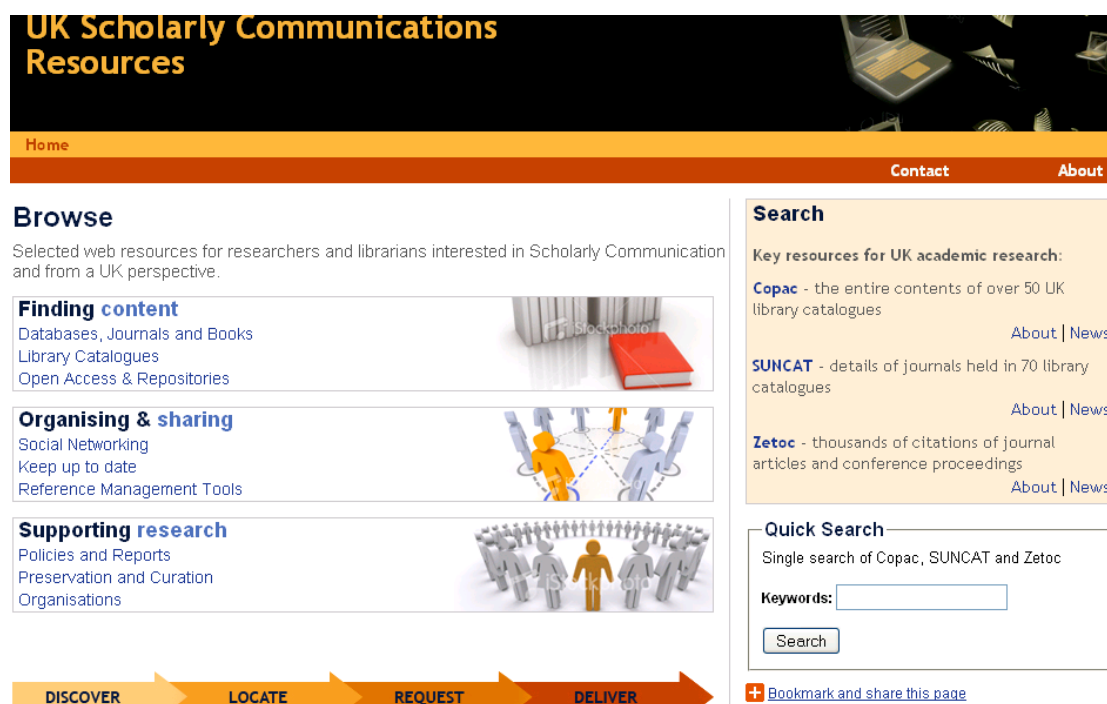 UK Scholarly Communications
Resources
Home
Contact
About
Browse
Selected web resources for researchers and librarians interested in Scholarly Communication
and from a UK perspective.
Finding content
Databases, Journals and Books
Library Catalogues
Open Access & Repositories
iStockphoto
Organising & sharing
Social Networking
Keep up to date
Reference Management Tools
Supporting research
Policies and Reports
Preservation and Curation
Organisations
iStockphoto
DISCOVER LOCATE REQUEST DELIVER
Search
Key resources for UK academic research:
Copac - the entire contents of over 50 UK
library catalogues
About | News
SUNCAT - details of journals held in 70 library
catalogues
About | News
Zetoc - thousands of citations of journal
articles and conference proceedings
About | News
Quick Search
Single search of Copac, SUNCAT and Zetoc
Keywords:
Search
Bookmark and share this page